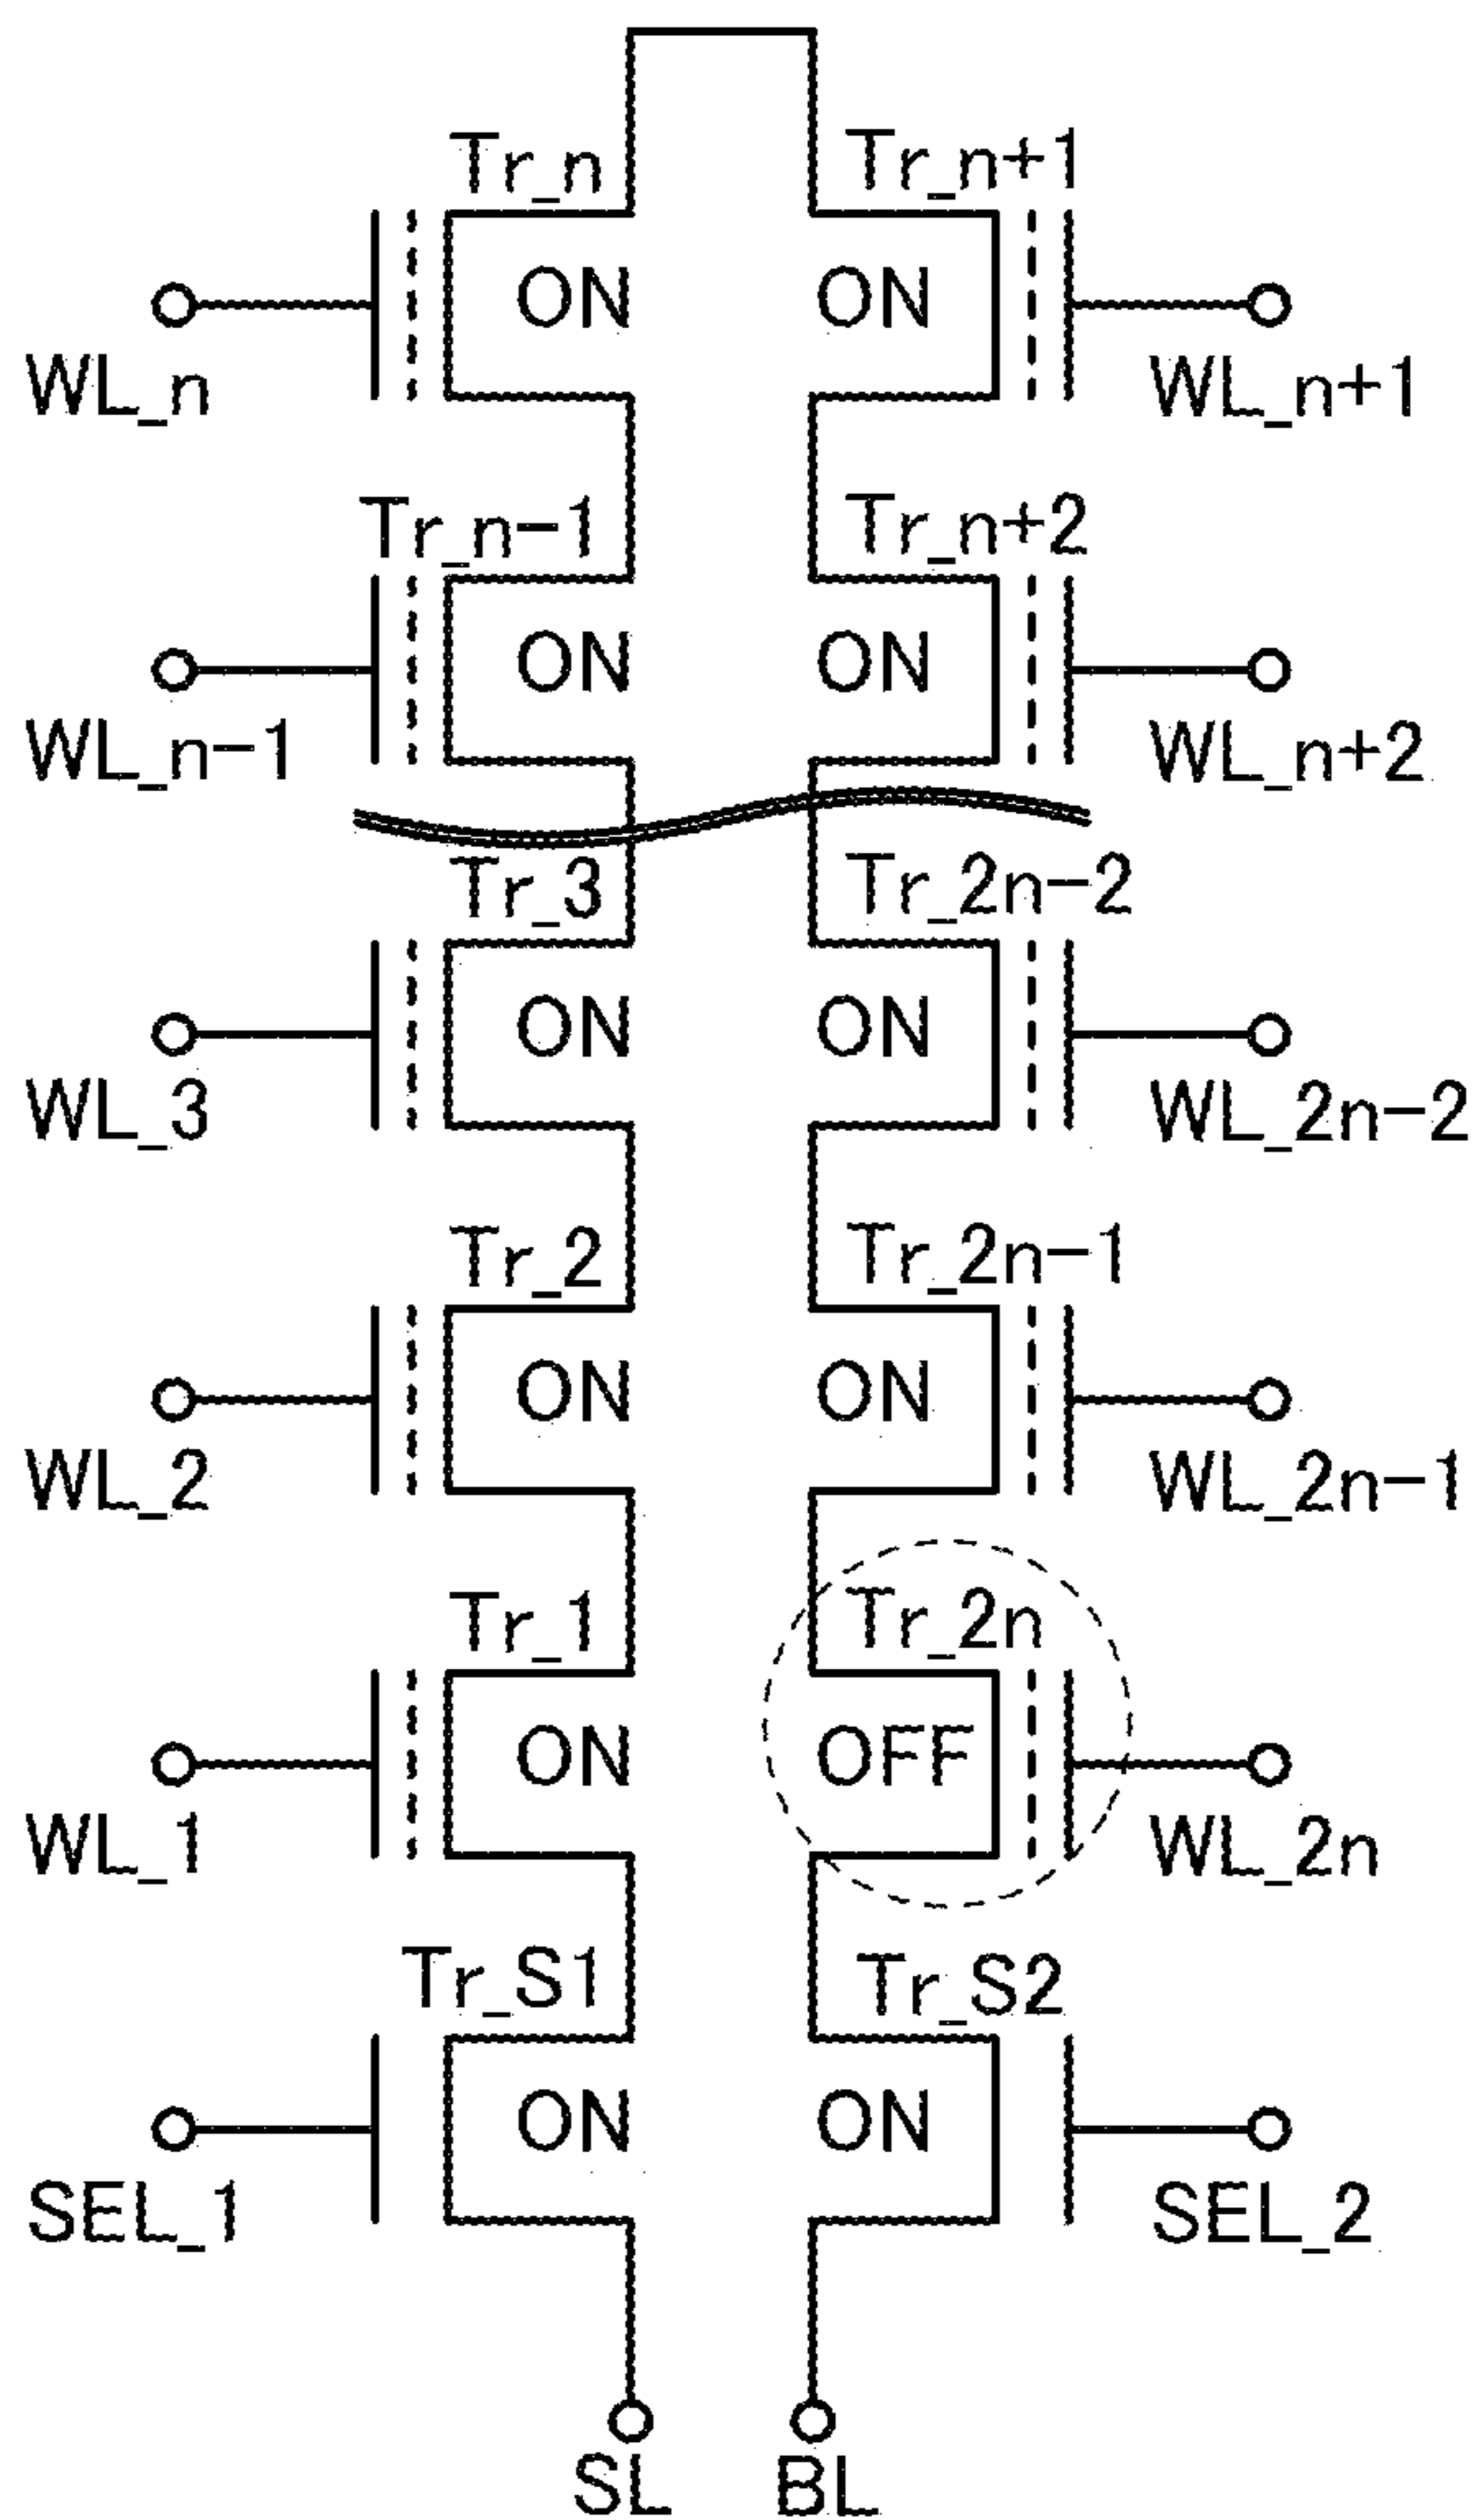 Tr_n Tr_n+1
ON ON
WL_n WL_n+1
Tr_n-1 Tr_n+2
ON ON
WL_n-1 WL_n+2
Tr_3 Tr_2n-2
ON ON
WL_3 WL_2n-2
Tr_2 Tr_2n-1
ON ON
WL_2 WL_2n-1
Tr_1 Tr_2n
ON OFF
WL_1 WL_2n
Tr_S1 Tr_S2
ON ON
SEL_1 SEL_2
SL BL